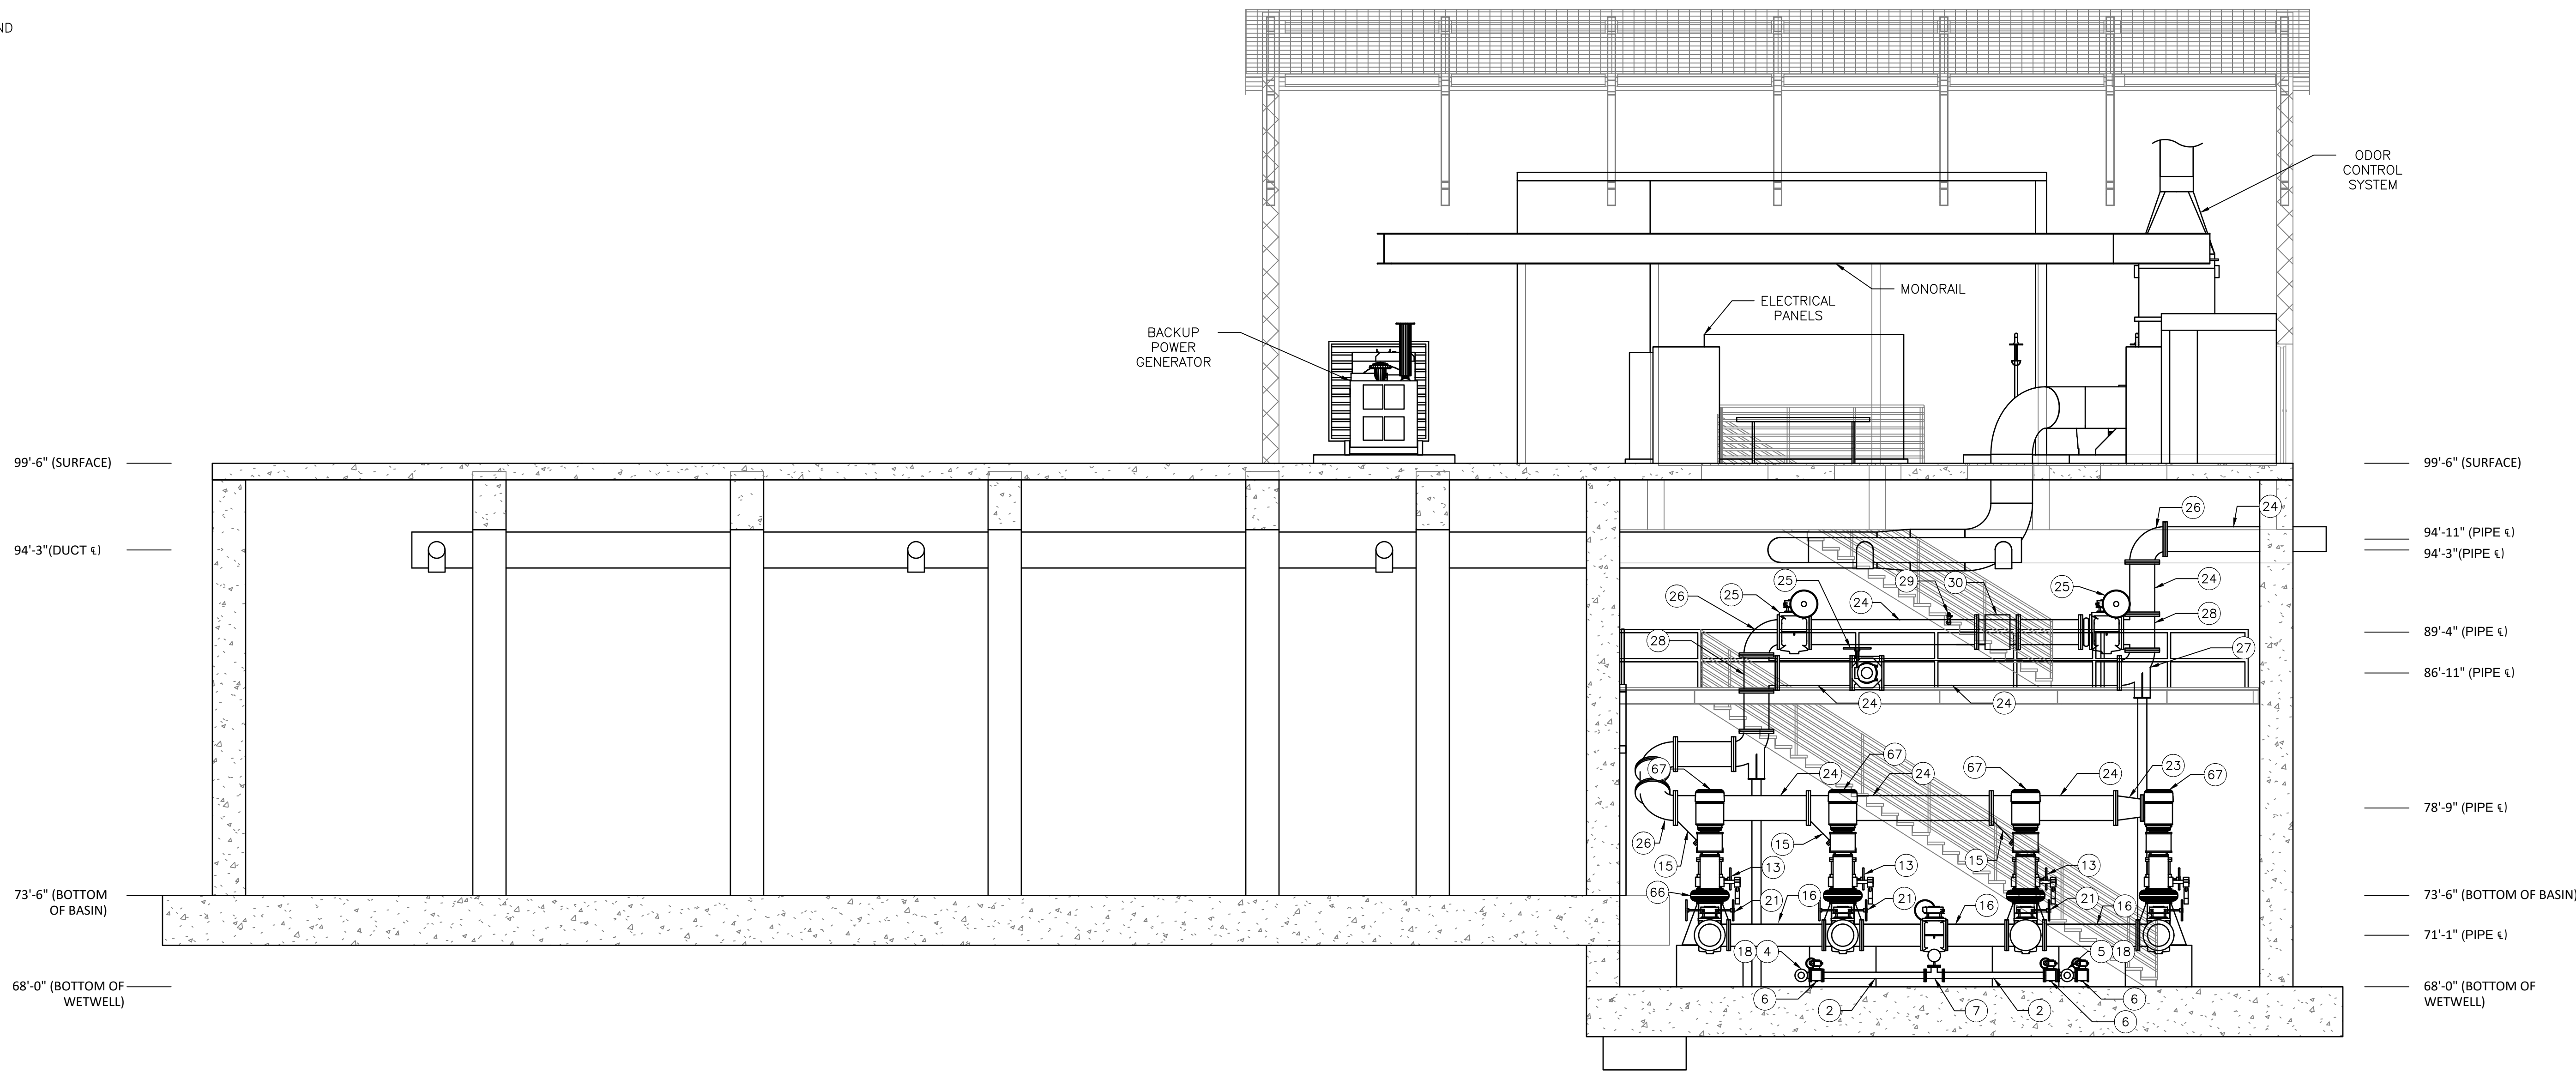 ND
ODOR
CONTROL
SYSTEM
MONORAIL
ELECTRICAL
PANELS
BACKUP
POWER
GENERATOR
99'-6" (SURFACE)
99'-6" (SURFACE)
26
24
94'-3"(DUCT ℄)
94'-11" (PIPE ℄)
94'-3"(PIPE ℄)
26
25
25
24
29
30
25
24
28
28
89'-4" (PIPE ℄)
27
86'-11" (PIPE ℄)
24
24
67
24
67
24
67
24
23
67
78'-9" (PIPE ℄)
26
15
15
15
13
13
13
73'-6" (BOTTOM
OF BASIN)
73'-6" (BOTTOM OF BASIN)
66
21
16
21
16
21
16
71'-1" (PIPE ℄)
18
4
5
18
68'-0" (BOTTOM OF
WETWELL)
68'-0" (BOTTOM OF
WETWELL)
6
2
7
2
6
6